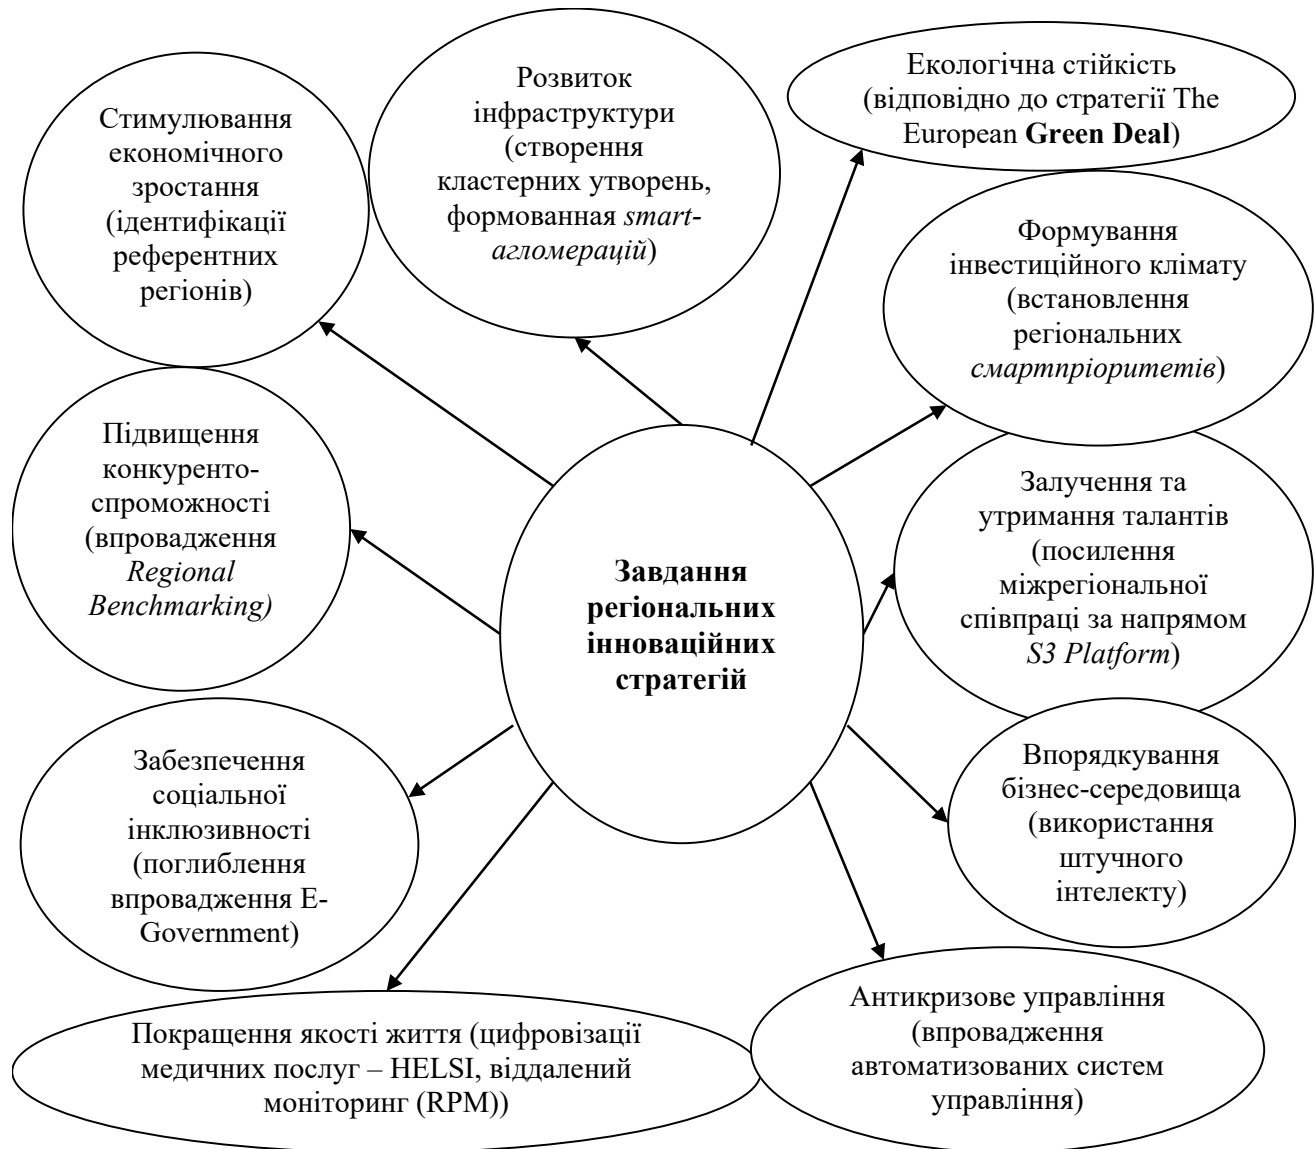 Стимулювання
економічного
зростання
(ідентифікації
референтних
регіонів)
Розвиток
інфраструктури
(створення
кластерних утворень,
формованная smart-
агломерацій)
Екологічна стійкість
(відповідно до стратегії The
European Green Deal)
Формування
інвестиційного клімату
(встановлення
регіональних
смартпріоритетів)
Підвищення
конкуренто-
спроможності
(впровадження
Regional
Benchmarking)
Завдання
регіональних
інноваційних
стратегій
Залучення та
утримання талантів
(посилення
міжрегіональної
співпраці за напрямом
S3 Platform)
Забезпечення
соціальної
інклюзивності
(поглиблення
впровадження E-
Government)
Впорядкування
бізнес-середовища
(використання
штучного
інтелекту)
Покращення якості життя (цифровізації
медичних послуг – HELSI, віддалений
моніторинг (RPM))
Антикризове управління
(впровадження
автоматизованих систем
управління)